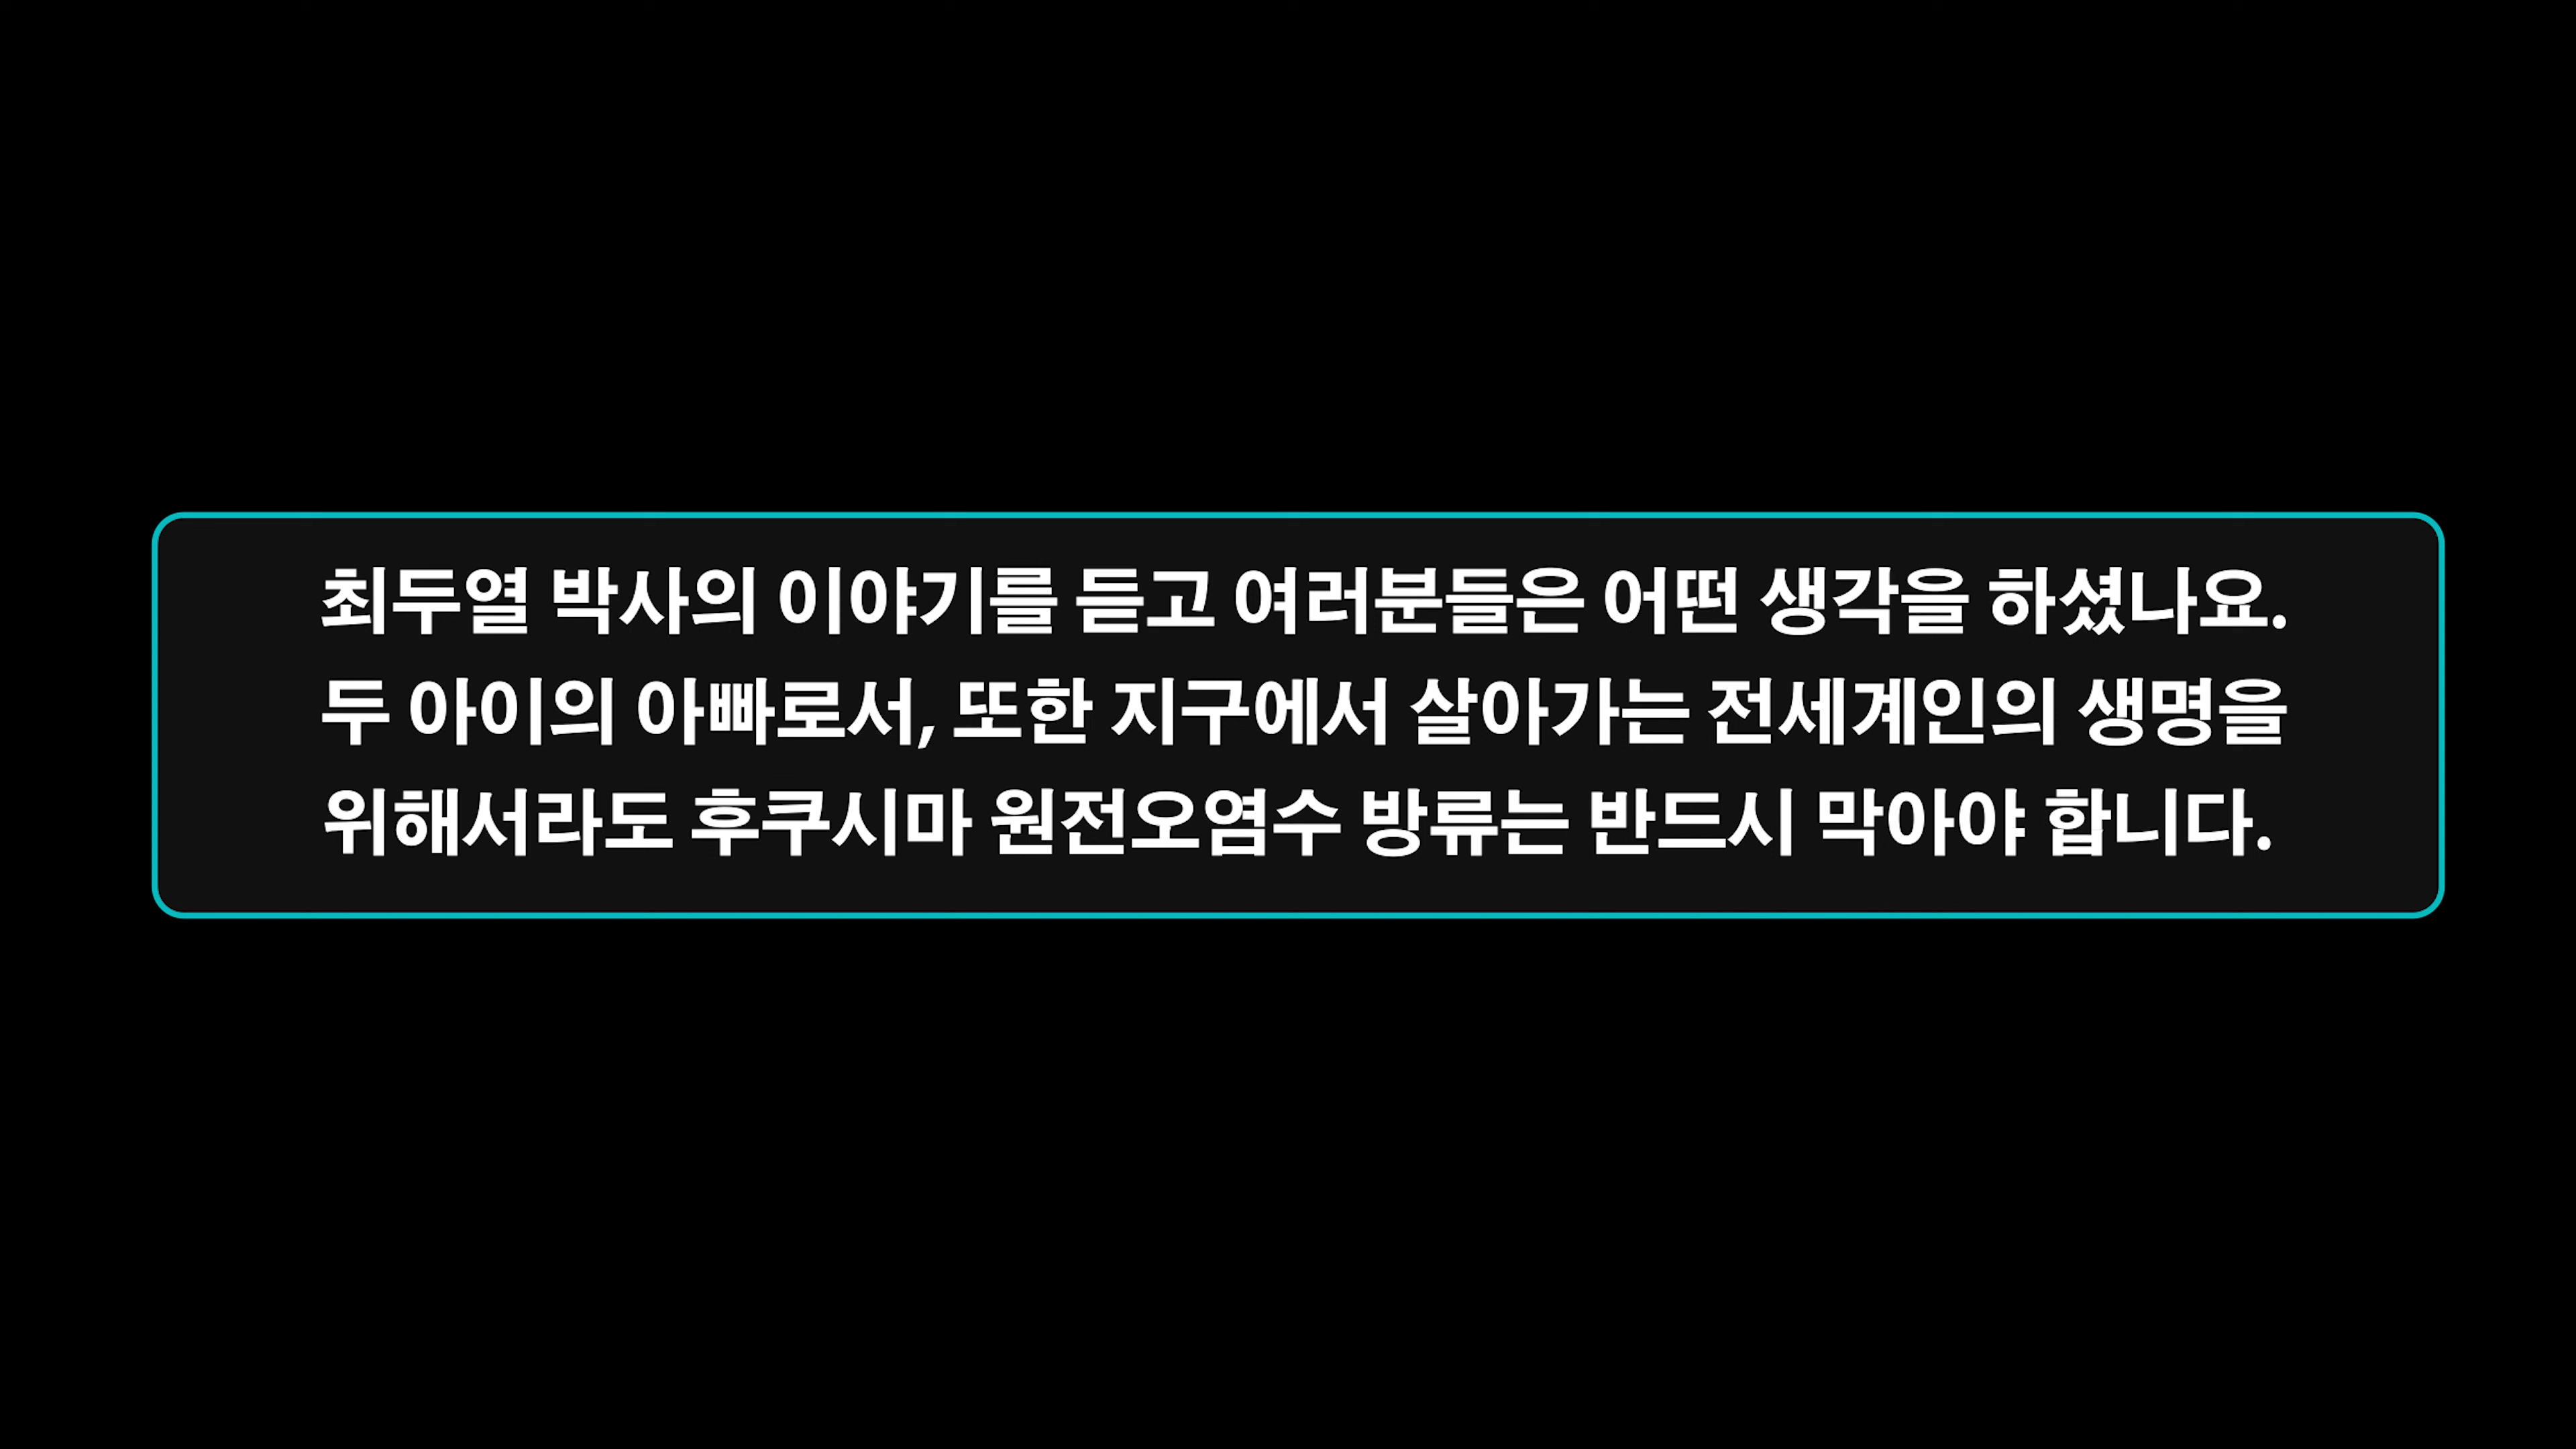 최두열 박사의 이야기를 듣고 여러분들은 어떤 생각을 하셨나요.
두 아이의 아빠로서, 또한 지구에서 살아가는 전세계인의 생명을
위해서라도 후쿠시마 원전오염수 방류는 반드시 막아야 합니다.